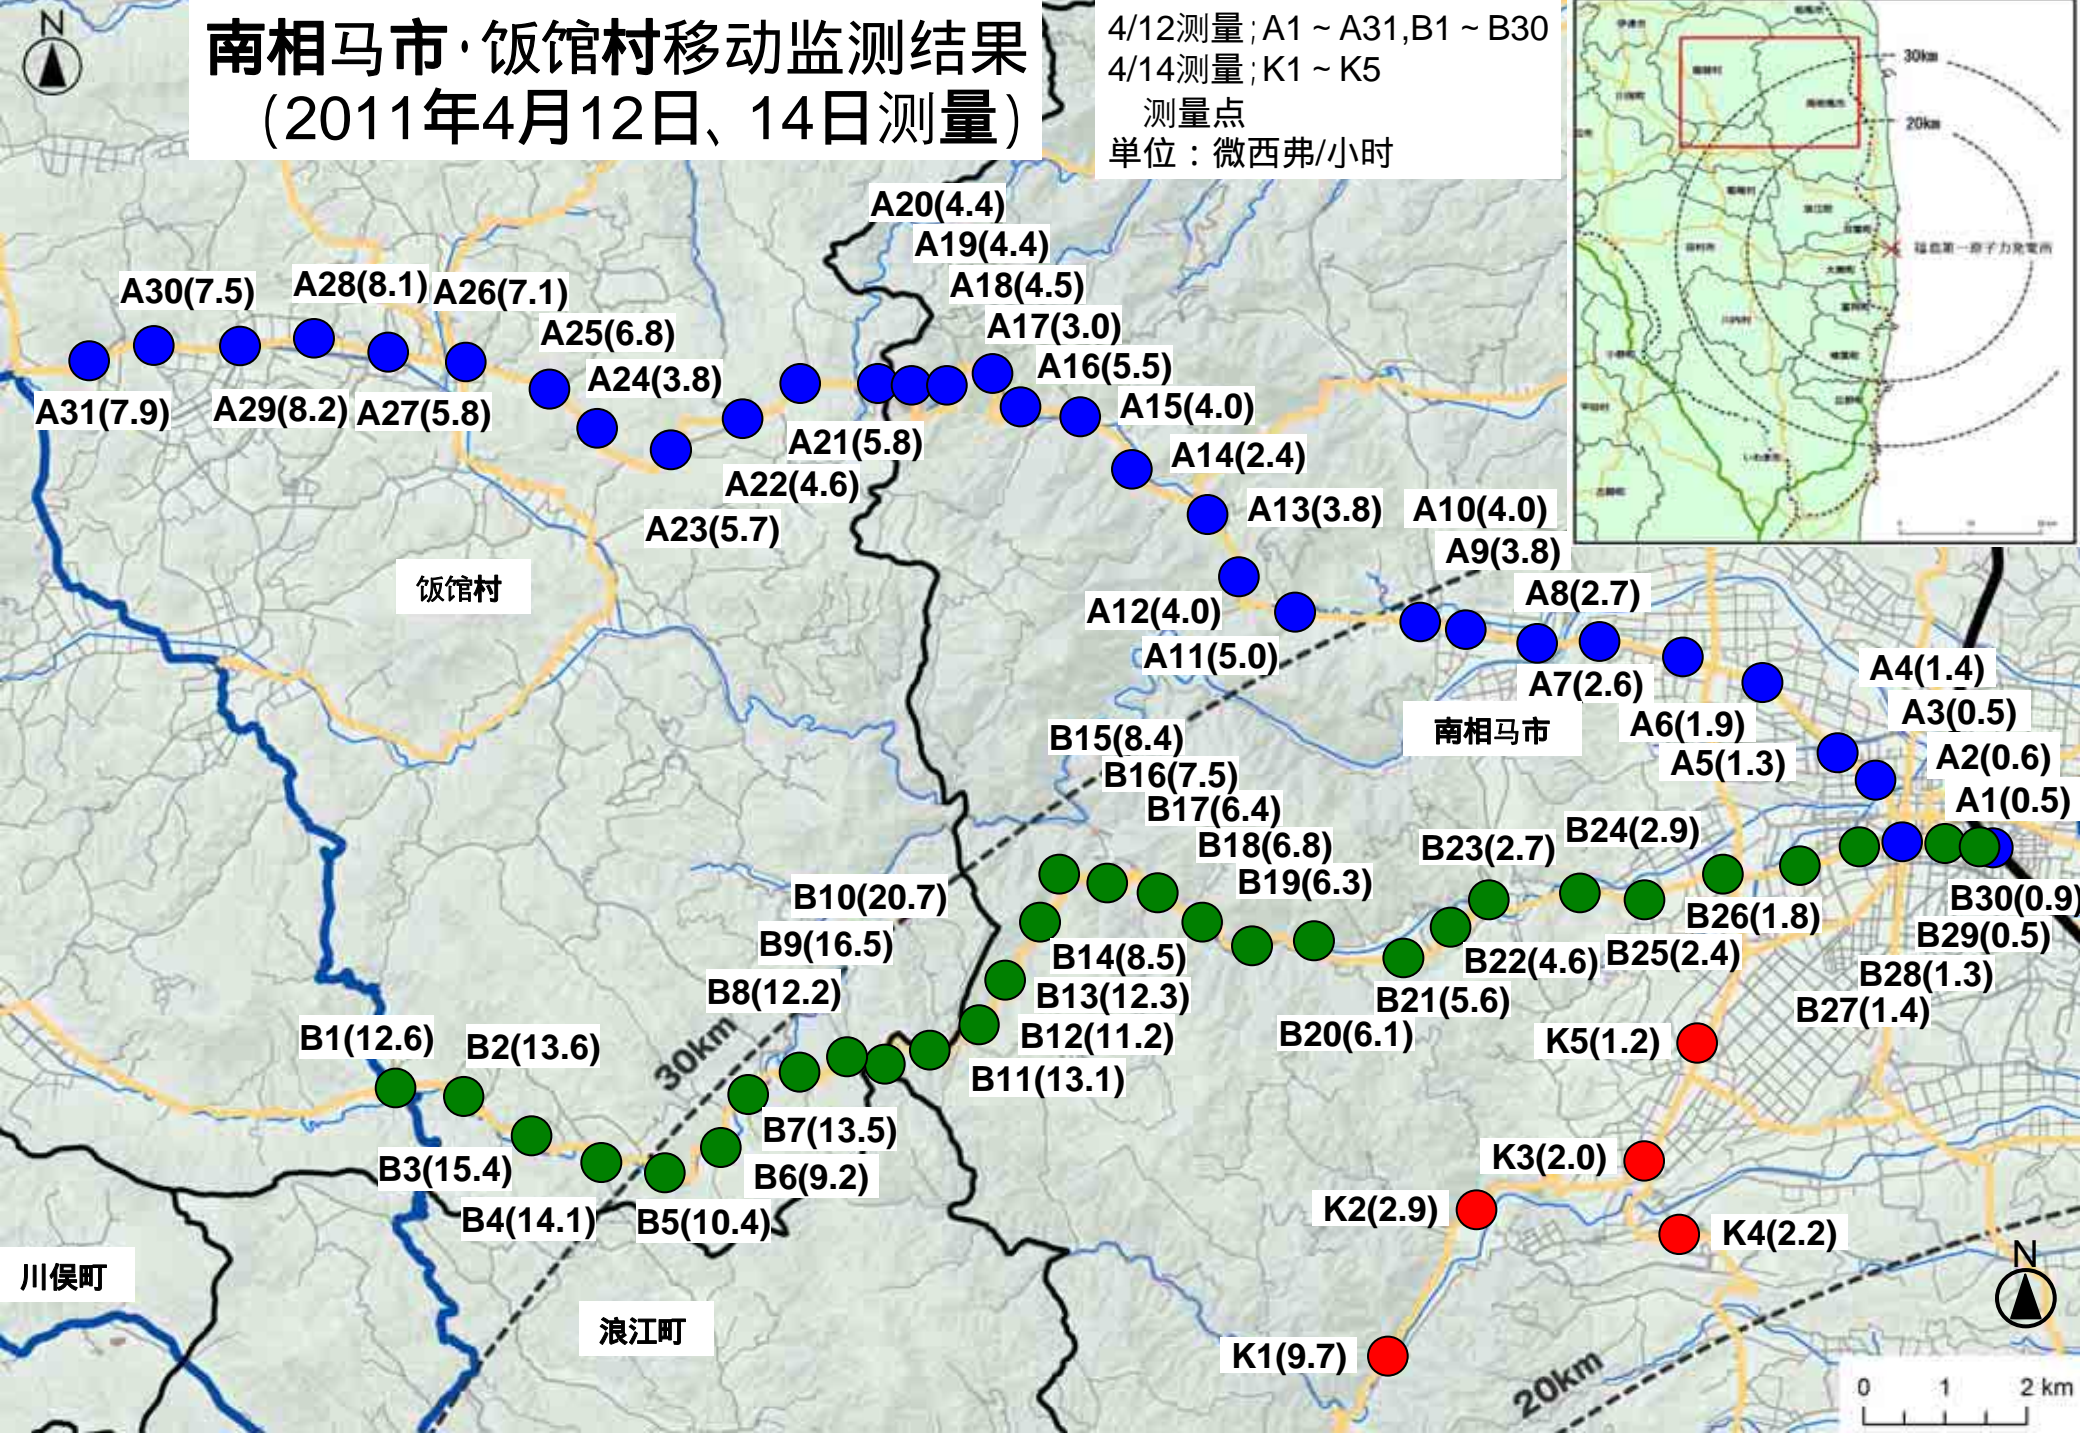 N
南相马市·饭馆村移动监测结果
(2011年4月12日、14日测量)
4/12测量;A1~A31,B1~B30
4/14测量;K1~K5
测量点
単位：微西弗/小时
30km
20km
福島第一原子力発電所
A20(4.4)
A19(4.4)
A18(4.5)
A17(3.0)
A16(5.5)
A15(4.0)
A14(2.4)
A13(3.8)
A10(4.0)
A9(3.8)
A8(2.7)
A30(7.5)
A28(8.1)
A26(7.1)
A25(6.8)
A24(3.8)
A31(7.9)
A29(8.2)
A27(5.8)
A21(5.8)
A22(4.6)
A23(5.7)
饭馆村
A12(4.0)
A11(5.0)
A7(2.6)
A6(1.9)
A5(1.3)
A4(1.4)
A3(0.5)
A2(0.6)
A1(0.5)
南相马市
B15(8.4)
B16(7.5)
B17(6.4)
B18(6.8)
B19(6.3)
B23(2.7)
B24(2.9)
B10(20.7)
B9(16.5)
B8(12.2)
B14(8.5)
B13(12.3)
B12(11.2)
B11(13.1)
B20(6.1)
B21(5.6)
B22(4.6)
B25(2.4)
B26(1.8)
B30(0.9)
B29(0.5)
B28(1.3)
B27(1.4)
B1(12.6)
B2(13.6)
30km
B7(13.5)
B6(9.2)
B3(15.4)
B4(14.1)
B5(10.4)
K5(1.2)
K3(2.0)
K2(2.9)
K4(2.2)
K1(9.7)
川俣町
浪江町
20km
N
0 1 2 km